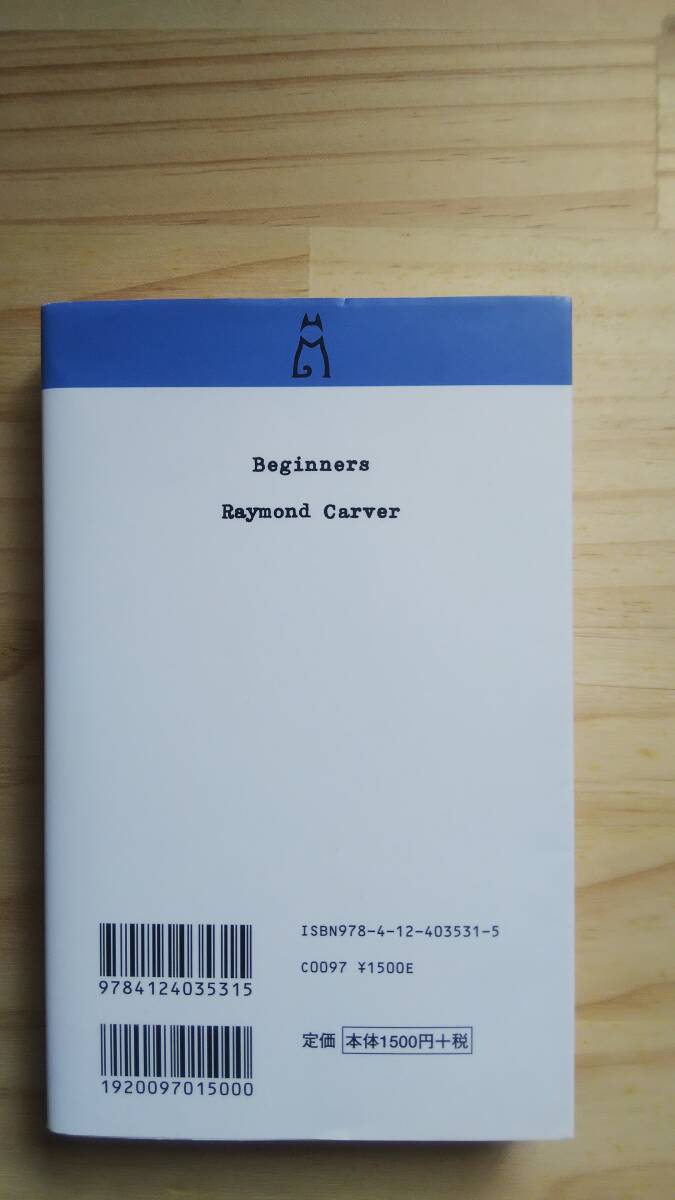 Beginners
Raymond Carver
ISBN978-4-12-403531-5
C0097 ¥1500E
9784124035315
定価 本体1500円+税
1920097015000